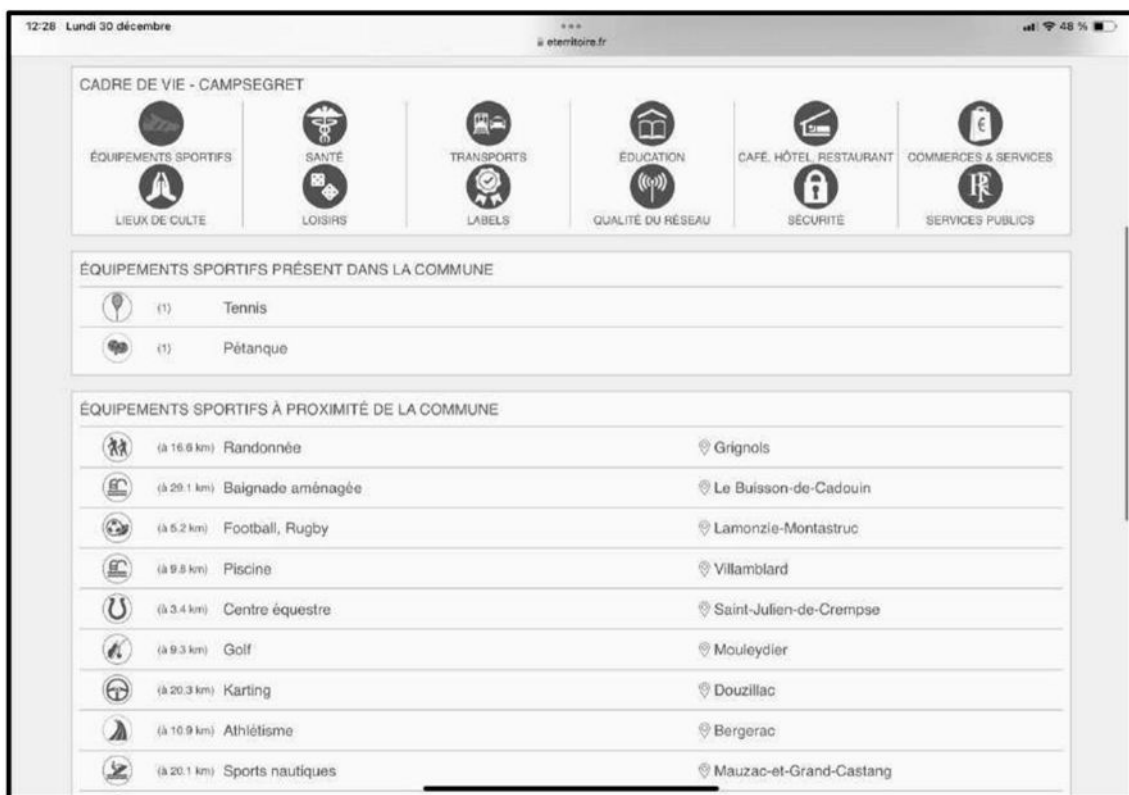 12:28 Lundi 30 décembre
48 %
eterritoire.fr
CADRE DE VIE - CAMPSEGRET
ÉQUIPEMENTS SPORTIFS
SANTÉ
TRANSPORTS
ÉDUCATION
CAFÉ, HÔTEL, RESTAURANT
COMMERCES & SERVICES
LIEUX DE CULTE
LOISIRS
LABELS
QUALITÉ DU RÉSEAU
SÉCURITÉ
SERVICES PUBLICS
ÉQUIPEMENTS SPORTIFS PRÉSENT DANS LA COMMUNE
(1) Tennis
(1) Pétanque
ÉQUIPEMENTS SPORTIFS À PROXIMITÉ DE LA COMMUNE
(à 16.6 km) Randonnée Grignols
(à 29.1 km) Baignade aménagée Le Buisson-de-Cadouin
(à 5.2 km) Football, Rugby Lamonzie-Montastruc
(à 9.8 km) Piscine Villamblard
(à 3.4 km) Centre équestre Saint-Julien-de-Crempse
(à 9.3 km) Golf Mouleydier
(à 20.3 km) Karting Douzillac
(à 10.9 km) Athlétisme Bergerac
(à 20.1 km) Sports nautiques Mauzac-et-Grand-Castang